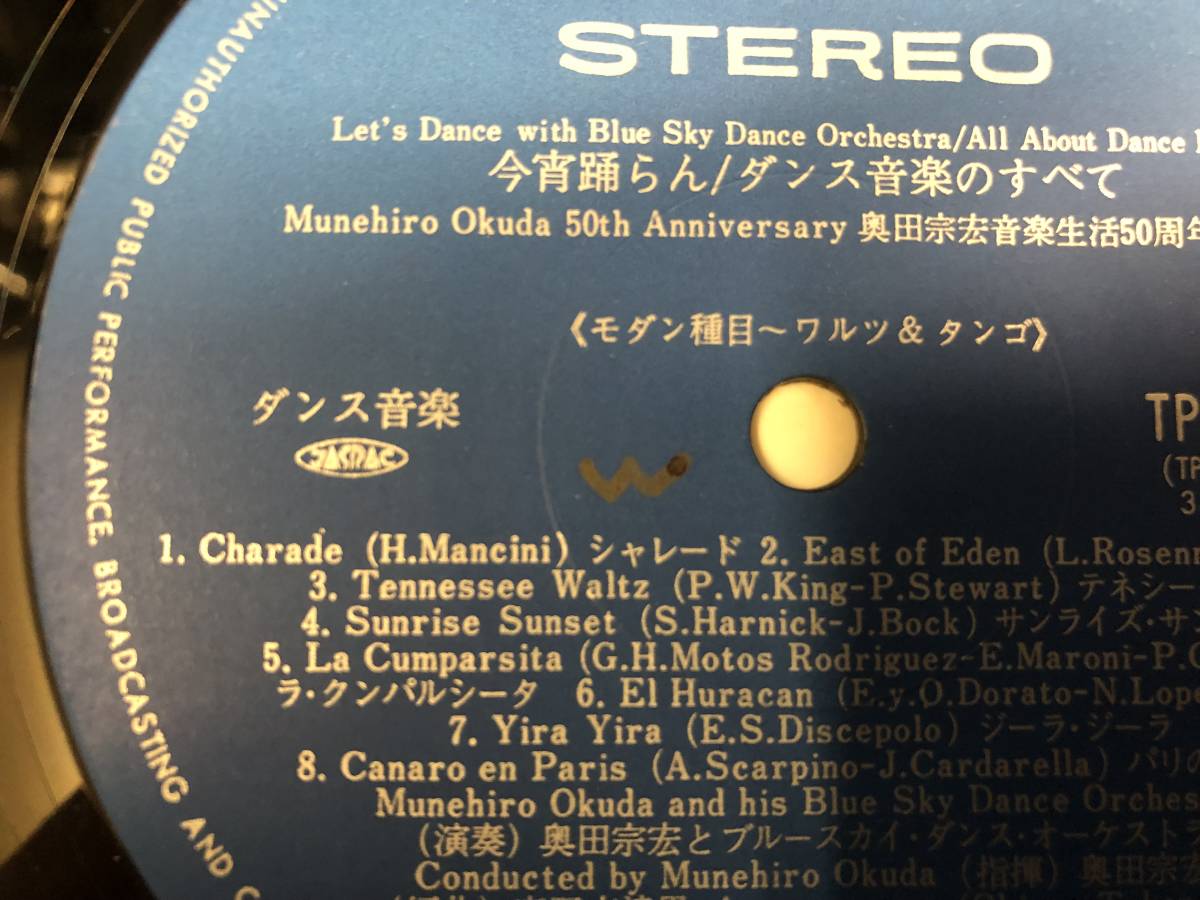 STEREO
Let's Dance with Blue Sky Dance Orchestra/All About Dance
今宵踊らん/ダンス音楽のすべて
Munehiro Okuda 50th Anniversary 奥田宗宏音楽生活50周年
《モダン種目〜ワルツ&タンゴ》
ダンス音楽
JASRAC
TP
(TP
3
1. Charade (H.Mancini) シャレード 2. East of Eden (L.Rosenn
3. Tennessee Waltz (P.W.King-P.Stewart) テネシー
4. Sunrise Sunset (S.Harnick-J.Bock) サンライズ・サ
5. La Cumparsita (G.H.Motos Rodriguez-E.Maroni-P.C
ラ・クンパルシータ 6. El Huracan (E.y.O.Dorato-N.Lop
7. Yira Yira (E.S.Discepolo) ジーラ・ジーラ
8. Canaro en Paris (A.Scarpino-J.Cardarella) パリの
Munehiro Okuda and his Blue Sky Dance Orches
(演奏) 奥田宗宏とブルースカイ・ダンス・オーケストラ
Conducted by Munehiro Okuda (指揮) 奥田宗宏
UNAUTHORIZED PUBLIC PERFORMANCE, BROADCASTING AND C